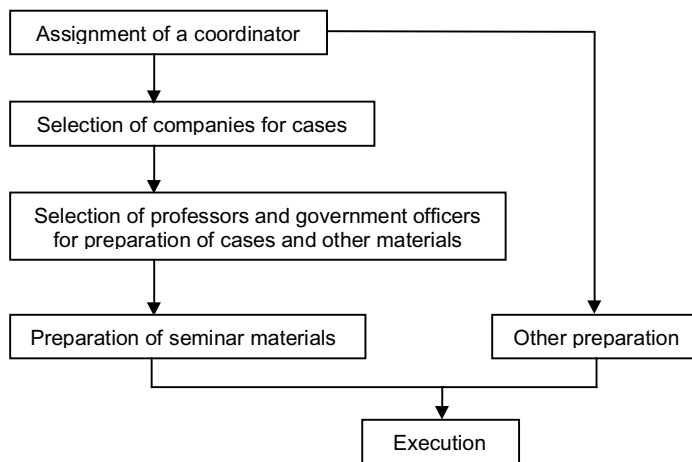 Assignment of a coordinator
Selection of companies for cases
Selection of professors and government officers
for preparation of cases and other materials
Preparation of seminar materials
Other preparation
Execution